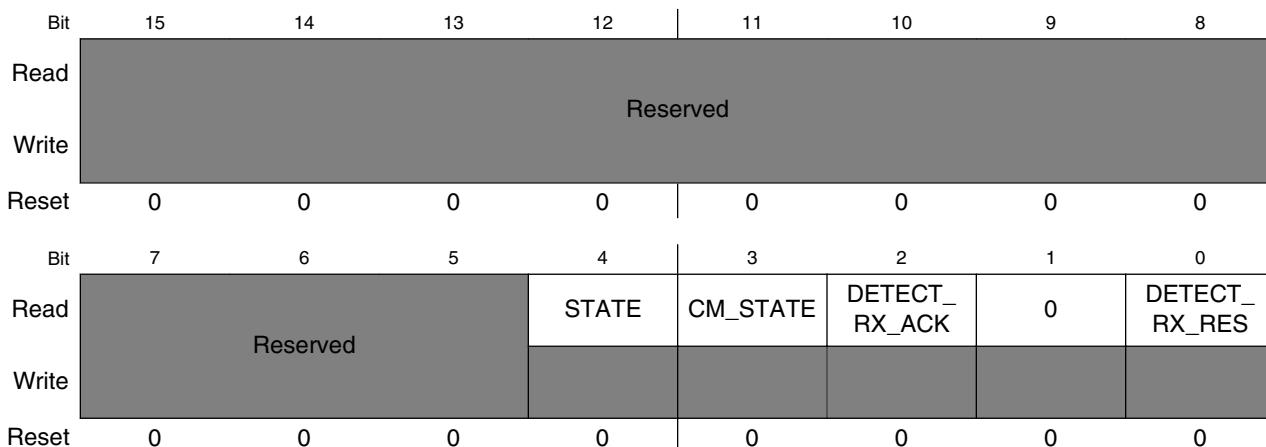 Bit 15 14 13 12 11 10 9 8
Read
Reserved
Write
Reset 0 0 0 0 0 0 0 0
Bit 7 6 5 4 3 2 1 0
Read STATE CM_STATE DETECT_ RX_ACK 0 DETECT_ RX_RES
Reserved
Write
Reset 0 0 0 0 0 0 0 0